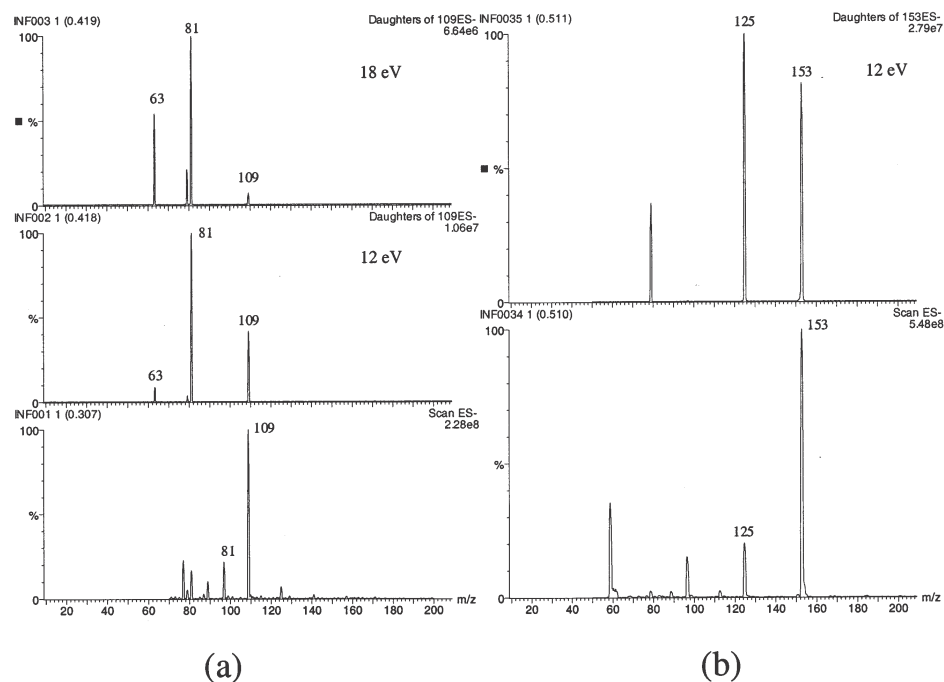 INF003 1 (0.419)
Daughters of 109ES-
6.64e6
100
81
18 eV
63
%
109
0
INF002 1 (0.418)
Daughters of 109ES-
1.06e7
100
81
12 eV
%
109
63
0
INF001 1 (0.307)
Scan ES-
2.28e8
100
109
%
81
0
20 40 60 80 100 120 140 160 180 200 m/z
(a)
INF0035 1 (0.511)
Daughters of 153ES-
2.79e7
100
125
153
12 eV
%
0
INF0034 1 (0.510)
Scan ES-
5.48e8
100
153
%
125
0
20 40 60 80 100 120 140 160 180 200 m/z
(b)